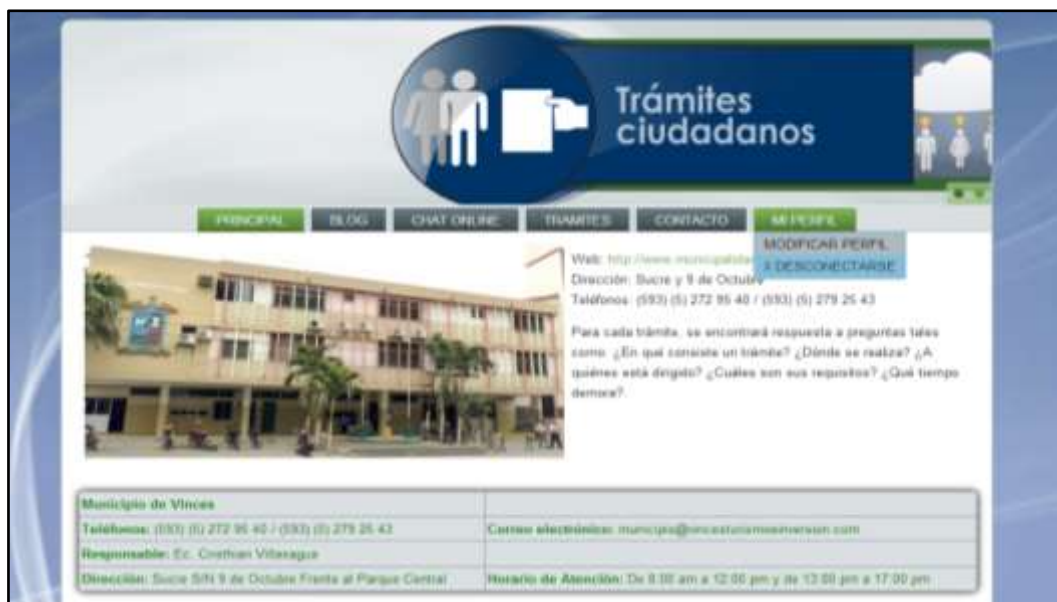 Trámites
ciudadanos
PRINCIPAL BLOG CHAT ONLINE TRAMITES CONTACTO MI PERFIL
MODIFICAR PERFIL
X DESCONECTARSE
Web: http://www.municipalida
Dirección: Sucre y 9 de Octubre
Teléfonos: (593) (5) 272 95 40 / (593) (5) 279 25 43
Para cada trámite, se encontrará respuesta a preguntas tales
como: ¿En qué consiste un trámite? ¿Dónde se realiza? ¿A
quiénes está dirigido? ¿Cuáles son sus requisitos? ¿Qué tiempo
demora?.
Municipio de Vinces
Teléfonos: (593) (5) 272 95 40 / (593) (5) 279 25 43 Correo electrónico:
Responsable: Ec. Cristhian Villasagua
Dirección: Sucre S/N 9 de Octubre Frente al Parque Central Horario de Atención: De 8:00 am a 12:00 pm y de 13:00 pm a 17:00 pm